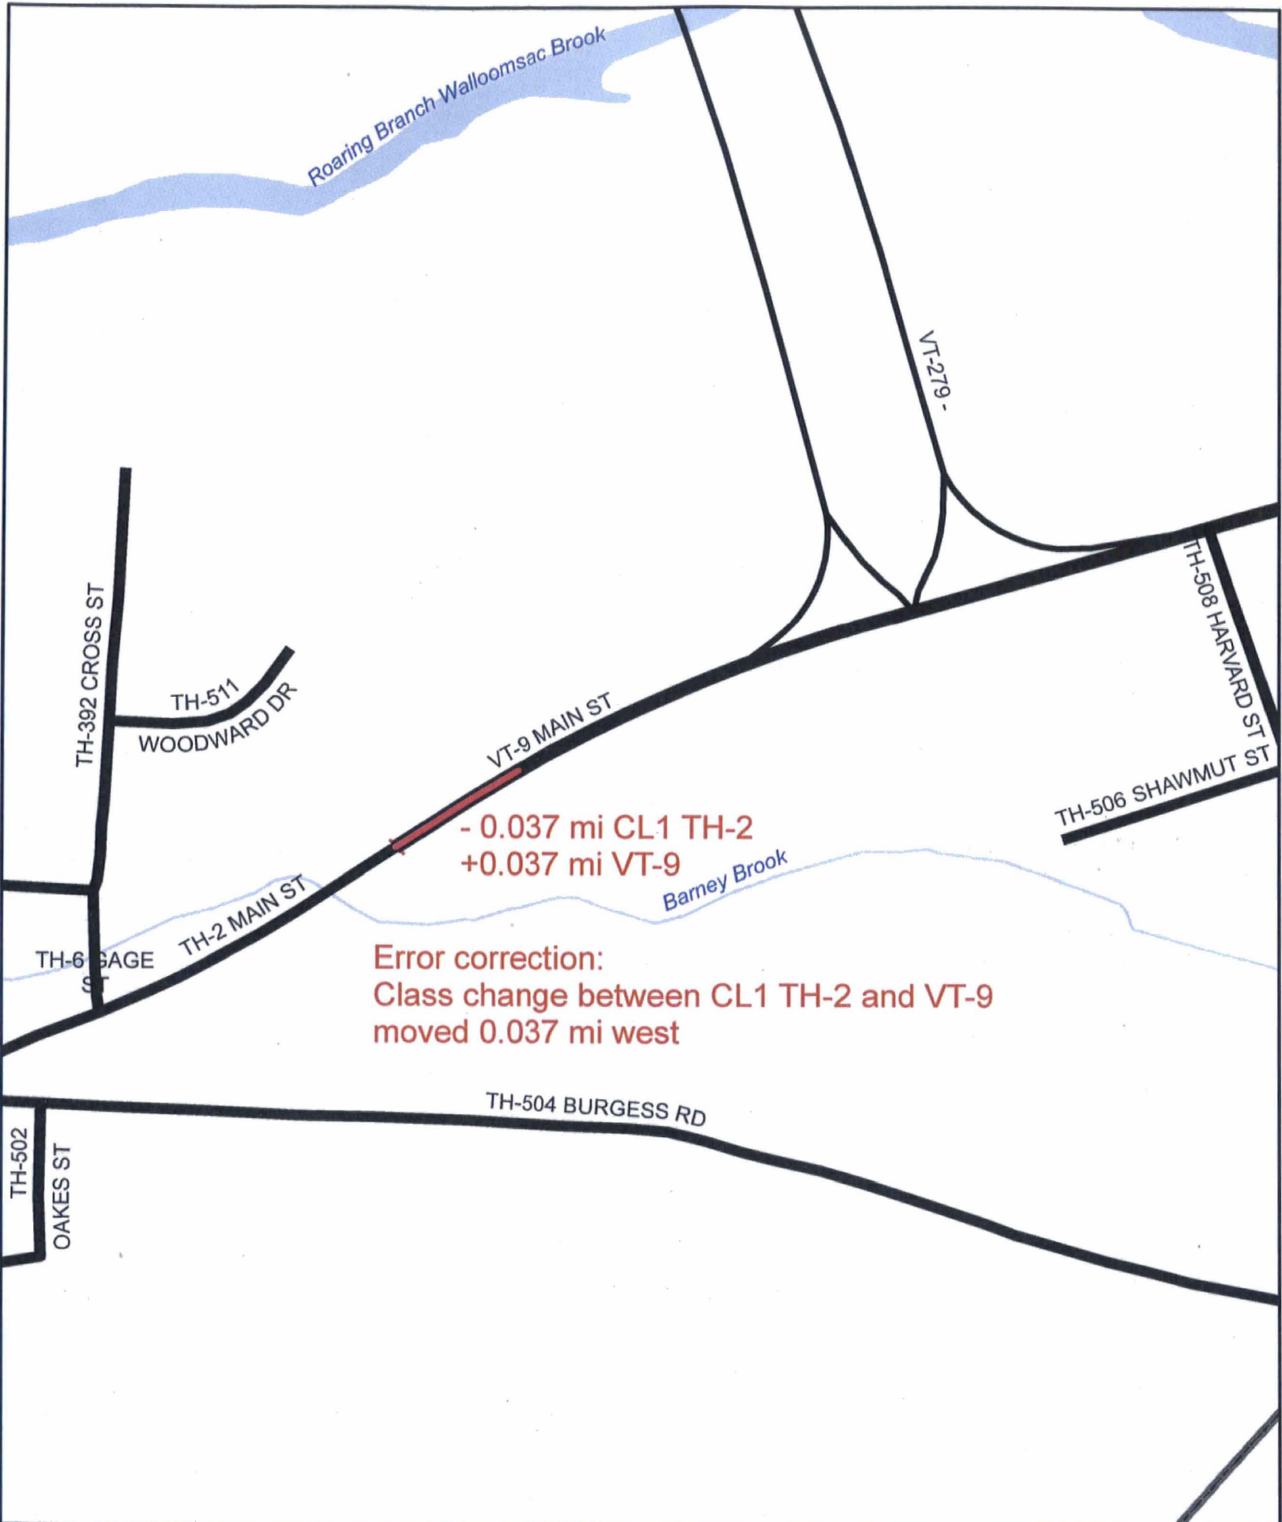 Roaring Branch Walloomsac Brook
VT-279 -
TH-392 CROSS ST
TH-511
WOODWARD DR
TH-508 HARVARD ST
VT-9 MAIN ST
TH-506 SHAWMUT ST
- 0.037 mi CL1 TH-2
+0.037 mi VT-9
Barney Brook
TH-2 MAIN ST
TH-6 GAGE
ST
Error correction:
Class change between CL1 TH-2 and VT-9
moved 0.037 mi west
TH-504 BURGESS RD
TH-502
OAKES ST